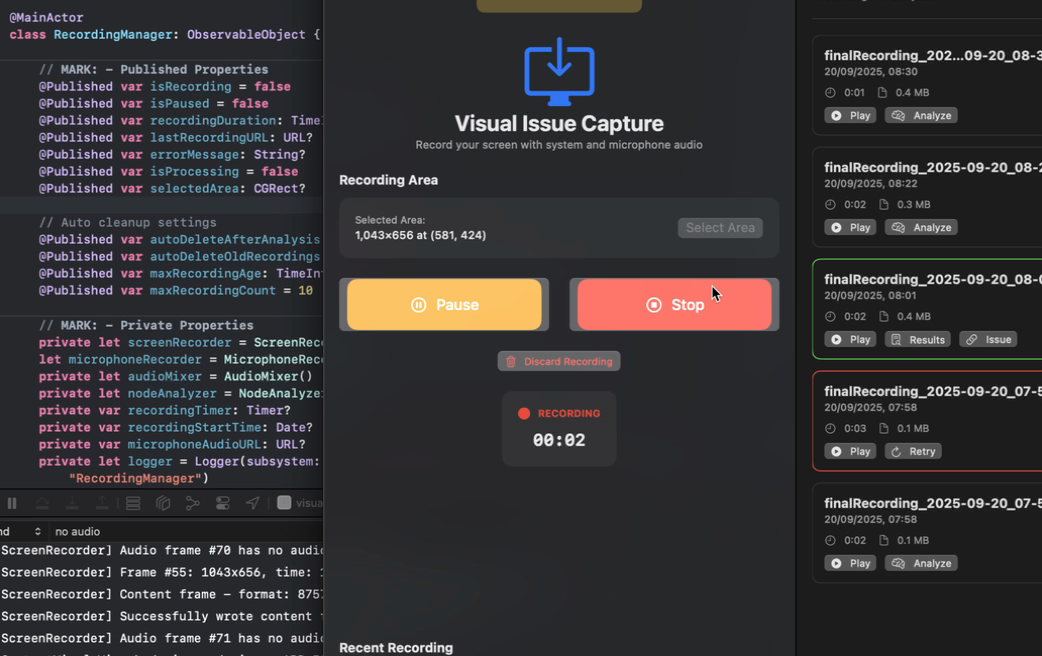 @MainActor
class RecordingManager: ObservableObject {
// MARK: - Published Properties
@Published var isRecording = false
@Published var isPaused = false
@Published var recordingDuration:
@Published var lastRecordingURL: URL?
@Published var errorMessage: String?
@Published var isProcessing = false
@Published var selectedArea: CGRect?
// Auto cleanup settings
@Published var autoDeleteAfterAnalysis
@Published var autoDeleteOldRecordings
@Published var maxRecordingAge:
@Published var maxRecordingCount = 10
// MARK: - Private Properties
private let screenRecorder =
let microphoneRecorder =
private let audioMixer = AudioMixer()
private let nodeAnalyzer =
private var recordingTimer: Timer?
private var recordingStartTime: Date?
private var microphoneAudioURL: URL?
private let logger = Logger(subsystem:
"RecordingManager")
no audio
ScreenRecorder] Audio frame #70 has no
ScreenRecorder] Frame #55: 1043x656, time:
ScreenRecorder] Content frame - format:
ScreenRecorder] Successfully wrote content
ScreenRecorder] Audio frame #71 has no
Visual Issue Capture
Record your screen with system and microphone audio
Recording Area
Selected Area:
1,043×656 at (581, 424)
Select Area
Pause
Stop
Discard Recording
RECORDING
00:02
Recent Recording
finalRecording_202...09-20_08-3
20/09/2025, 08:30
0:01 0.4 MB
Play Analyze
finalRecording_2025-09-20_08-2
20/09/2025, 08:22
0:02 0.3 MB
Play Analyze
finalRecording_2025-09-20_08-0
20/09/2025, 08:01
0:02 0.4 MB
Play Results Issue
finalRecording_2025-09-20_07-5
20/09/2025, 07:58
0:03 0.1 MB
Play Retry
finalRecording_2025-09-20_07-5
20/09/2025, 07:58
0:02 0.1 MB
Play Analyze